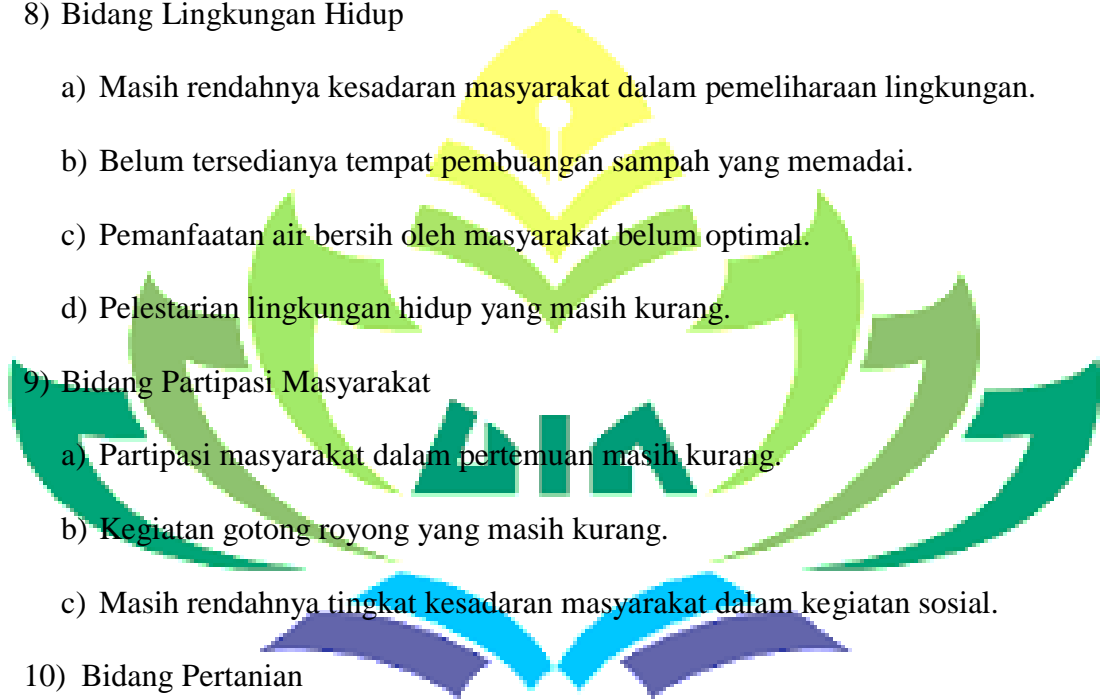 8) Bidang Lingkungan Hidup
a) Masih rendahnya kesadaran masyarakat dalam pemeliharaan lingkungan.
b) Belum tersedianya tempat pembuangan sampah yang memadai.
c) Pemanfaatan air bersih oleh masyarakat belum optimal.
d) Pelestarian lingkungan hidup yang masih kurang.
9) Bidang Partipasi Masyarakat
a) Partipasi masyarakat dalam pertemuan masih kurang.
b) Kegiatan gotong royong yang masih kurang.
c) Masih rendahnya tingkat kesadaran masyarakat dalam kegiatan sosial.
10) Bidang Pertanian